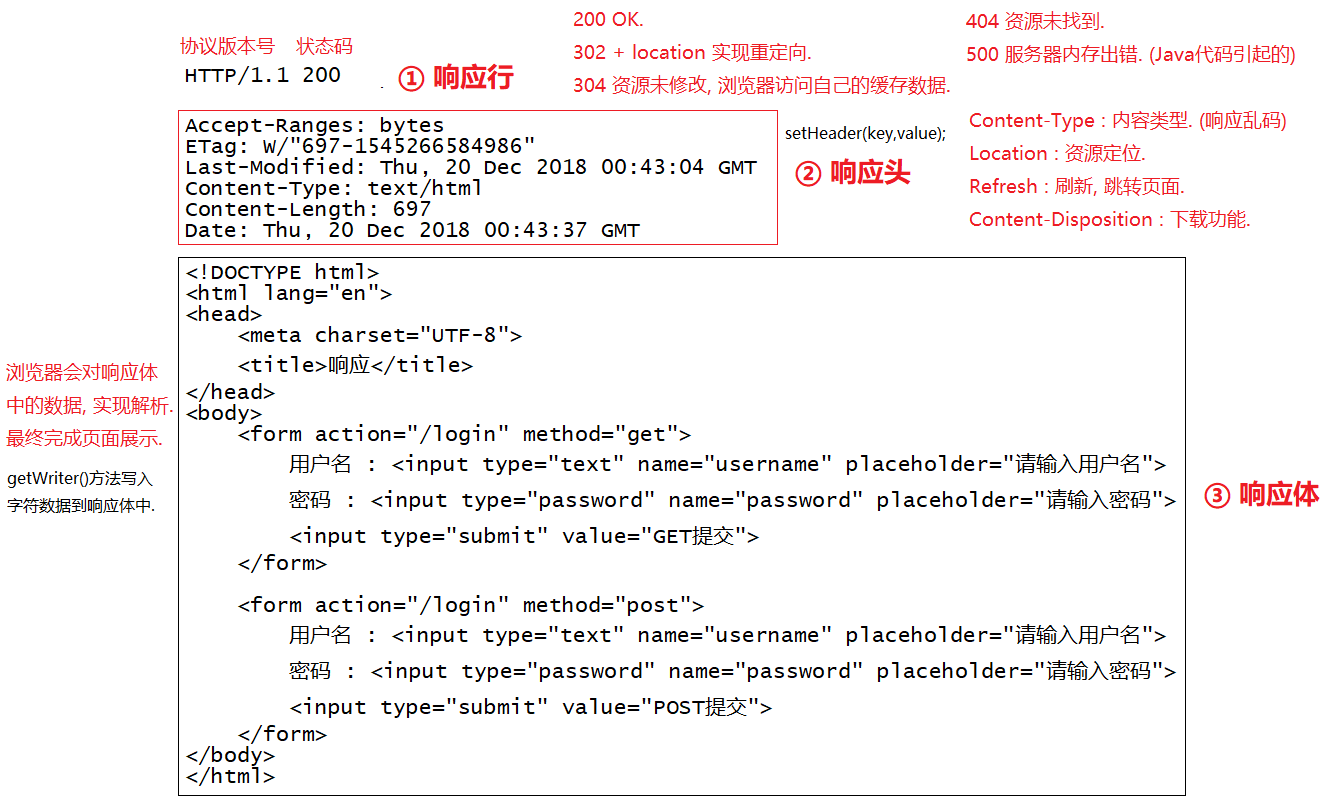 200 OK.
404 资源未找到.
协议版本号 状态码
302 + location 实现重定向.
500 服务器内存出错. (Java代码引起的)
HTTP/1.1 200 .
① 响应行
304 资源未修改, 浏览器访问自己的缓存数据.
Accept-Ranges: bytes
ETag: W/"697-1545266584986"
Last-Modified: Thu, 20 Dec 2018 00:43:04 GMT
Content-Type: text/html
Content-Length: 697
Date: Thu, 20 Dec 2018 00:43:37 GMT
setHeader(key,value);
② 响应头
Content-Type : 内容类型. (响应乱码)
Location : 资源定位.
Refresh : 刷新, 跳转页面.
Content-Disposition : 下载功能.
<!DOCTYPE html>
<html lang="en">
<head>
    <meta charset="UTF-8">
    <title>响应</title>
</head>
<body>
    <form action="/login" method="get">
        用户名 : <input type="text" name="username" placeholder="请输入用户名">
        密码 : <input type="password" name="password" placeholder="请输入密码">
        <input type="submit" value="GET提交">
    </form>
    <form action="/login" method="post">
        用户名 : <input type="text" name="username" placeholder="请输入用户名">
        密码 : <input type="password" name="password" placeholder="请输入密码">
        <input type="submit" value="POST提交">
    </form>
</body>
</html>
浏览器会对响应体
中的数据, 实现解析.
最终完成页面展示.
getWriter()方法写入
字符数据到响应体中.
③ 响应体